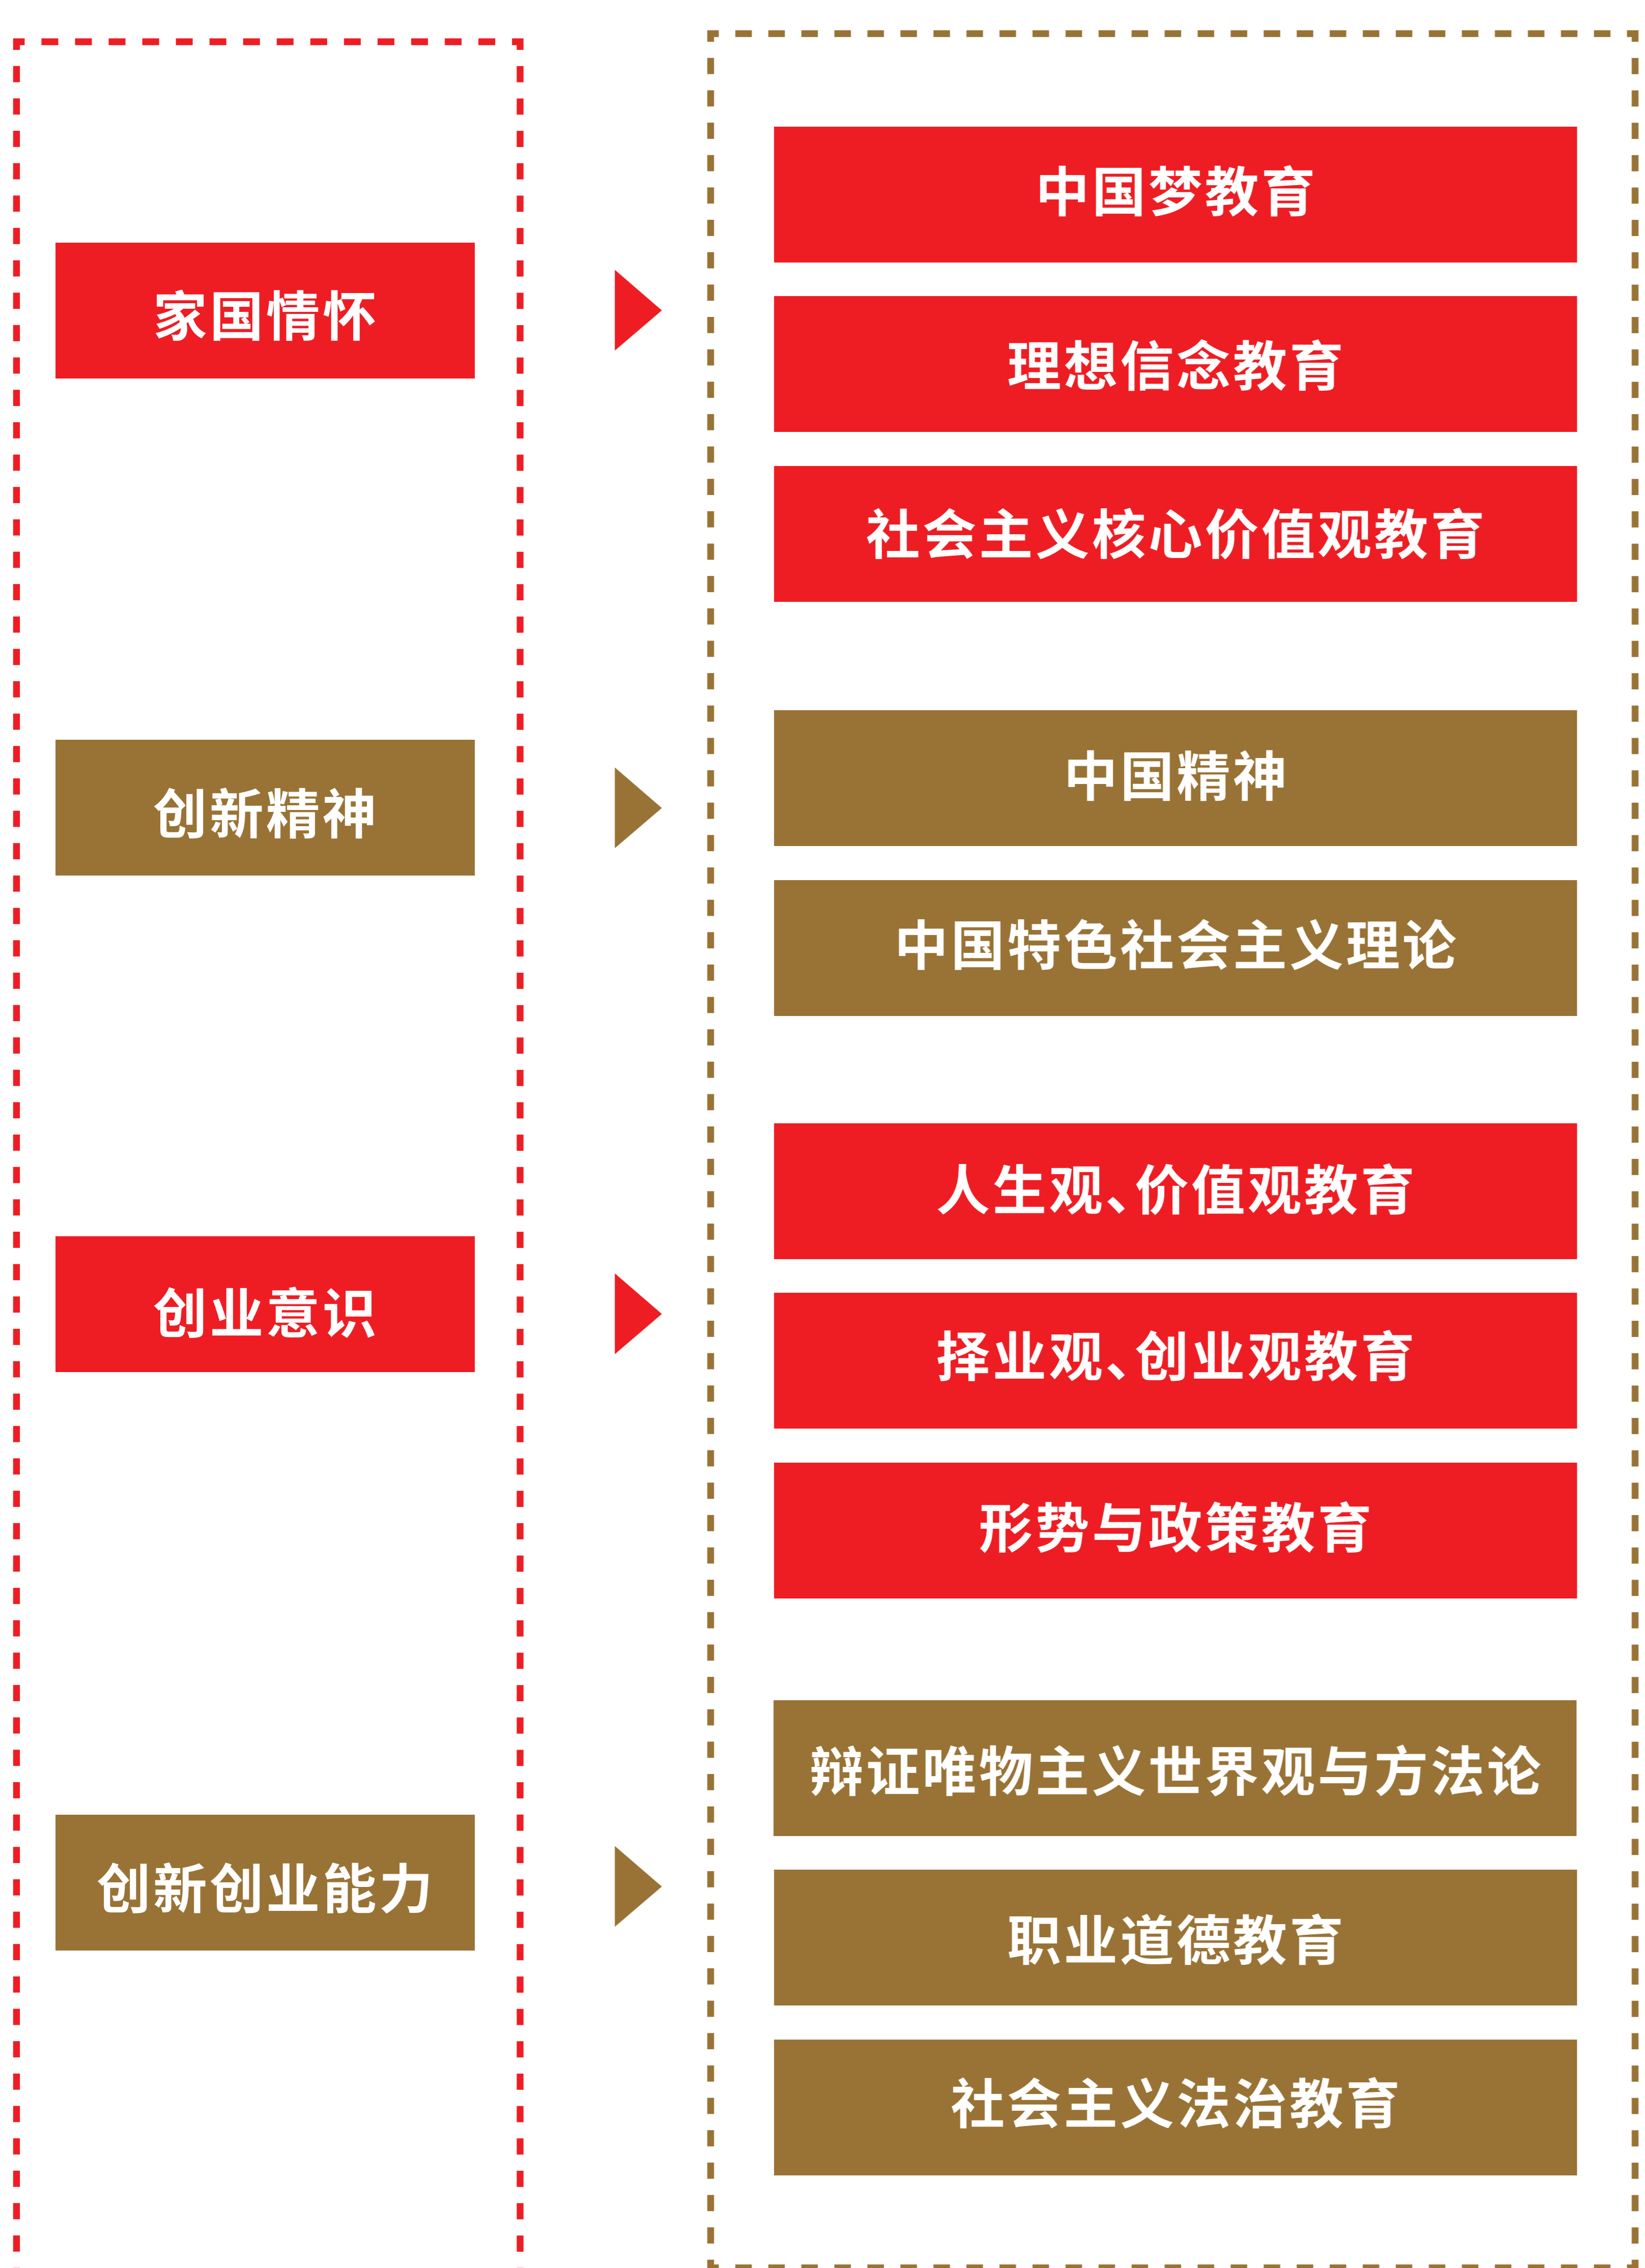 家国情怀
中国梦教育
理想信念教育
社会主义核心价值观教育
创新精神
中国精神
中国特色社会主义理论
创业意识
人生观、价值观教育
择业观、创业观教育
形势与政策教育
创新创业能力
辩证唯物主义世界观与方法论
职业道德教育
社会主义法治教育